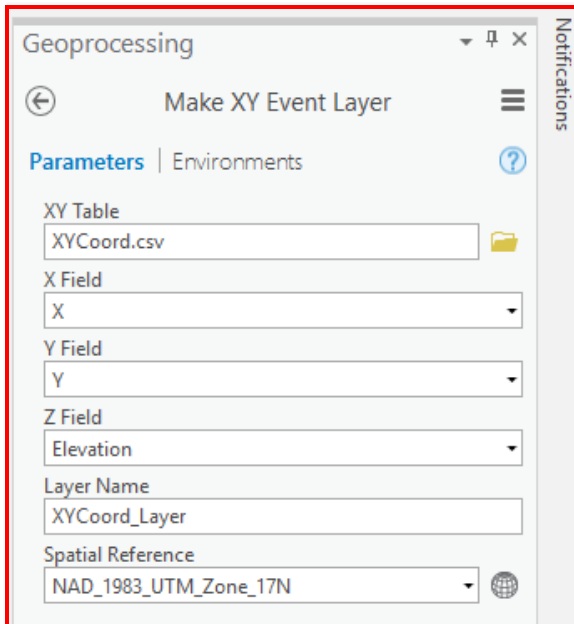 Geoprocessing
Notifications
Make XY Event Layer
Parameters | Environments
?
XY Table
XYCoord.csv
X Field
X
Y Field
Y
Z Field
Elevation
Layer Name
XYCoord_Layer
Spatial Reference
NAD_1983_UTM_Zone_17N